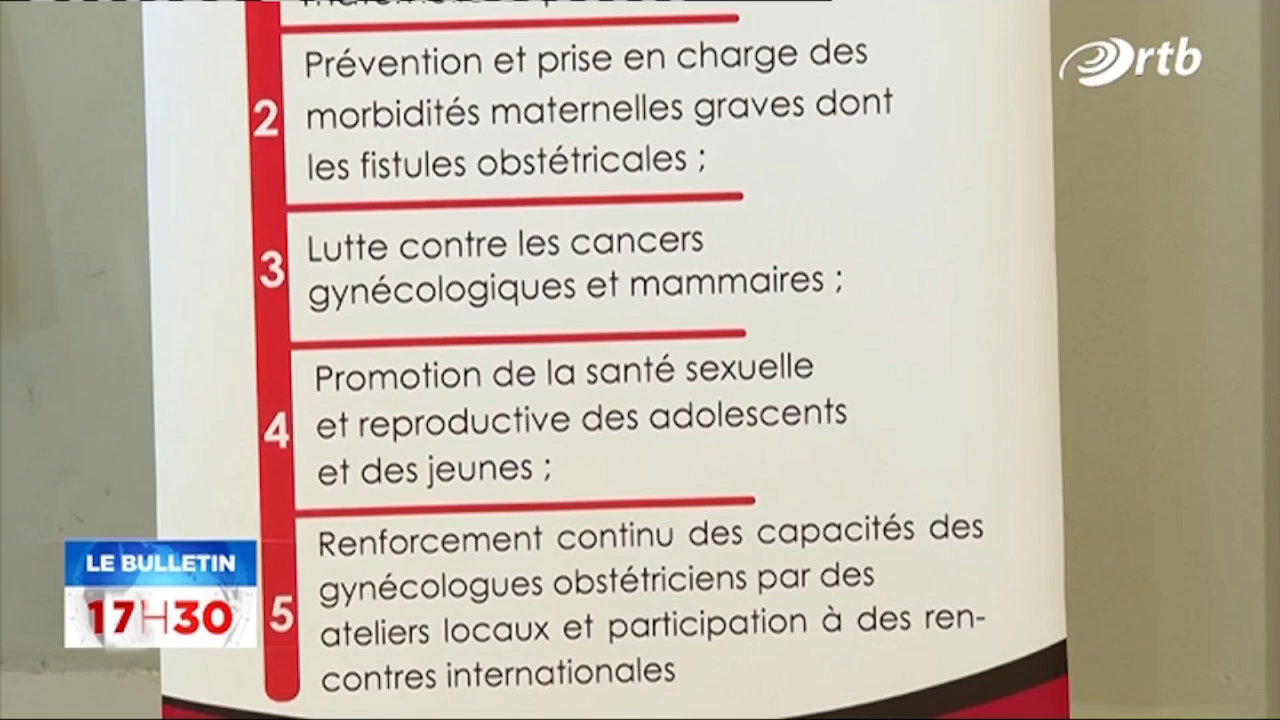 rtb
2
Prévention et prise en charge des
morbidités maternelles graves dont
les fistules obstétricales ;
3
Lutte contre les cancers
gynécologiques et mammaires ;
4
Promotion de la santé sexuelle
et reproductive des adolescents
et des jeunes ;
5
Renforcement continu des capacités des
gynécologues obstétriciens par des
ateliers locaux et participation à des ren-
contres internationales
LE BULLETIN
17H30